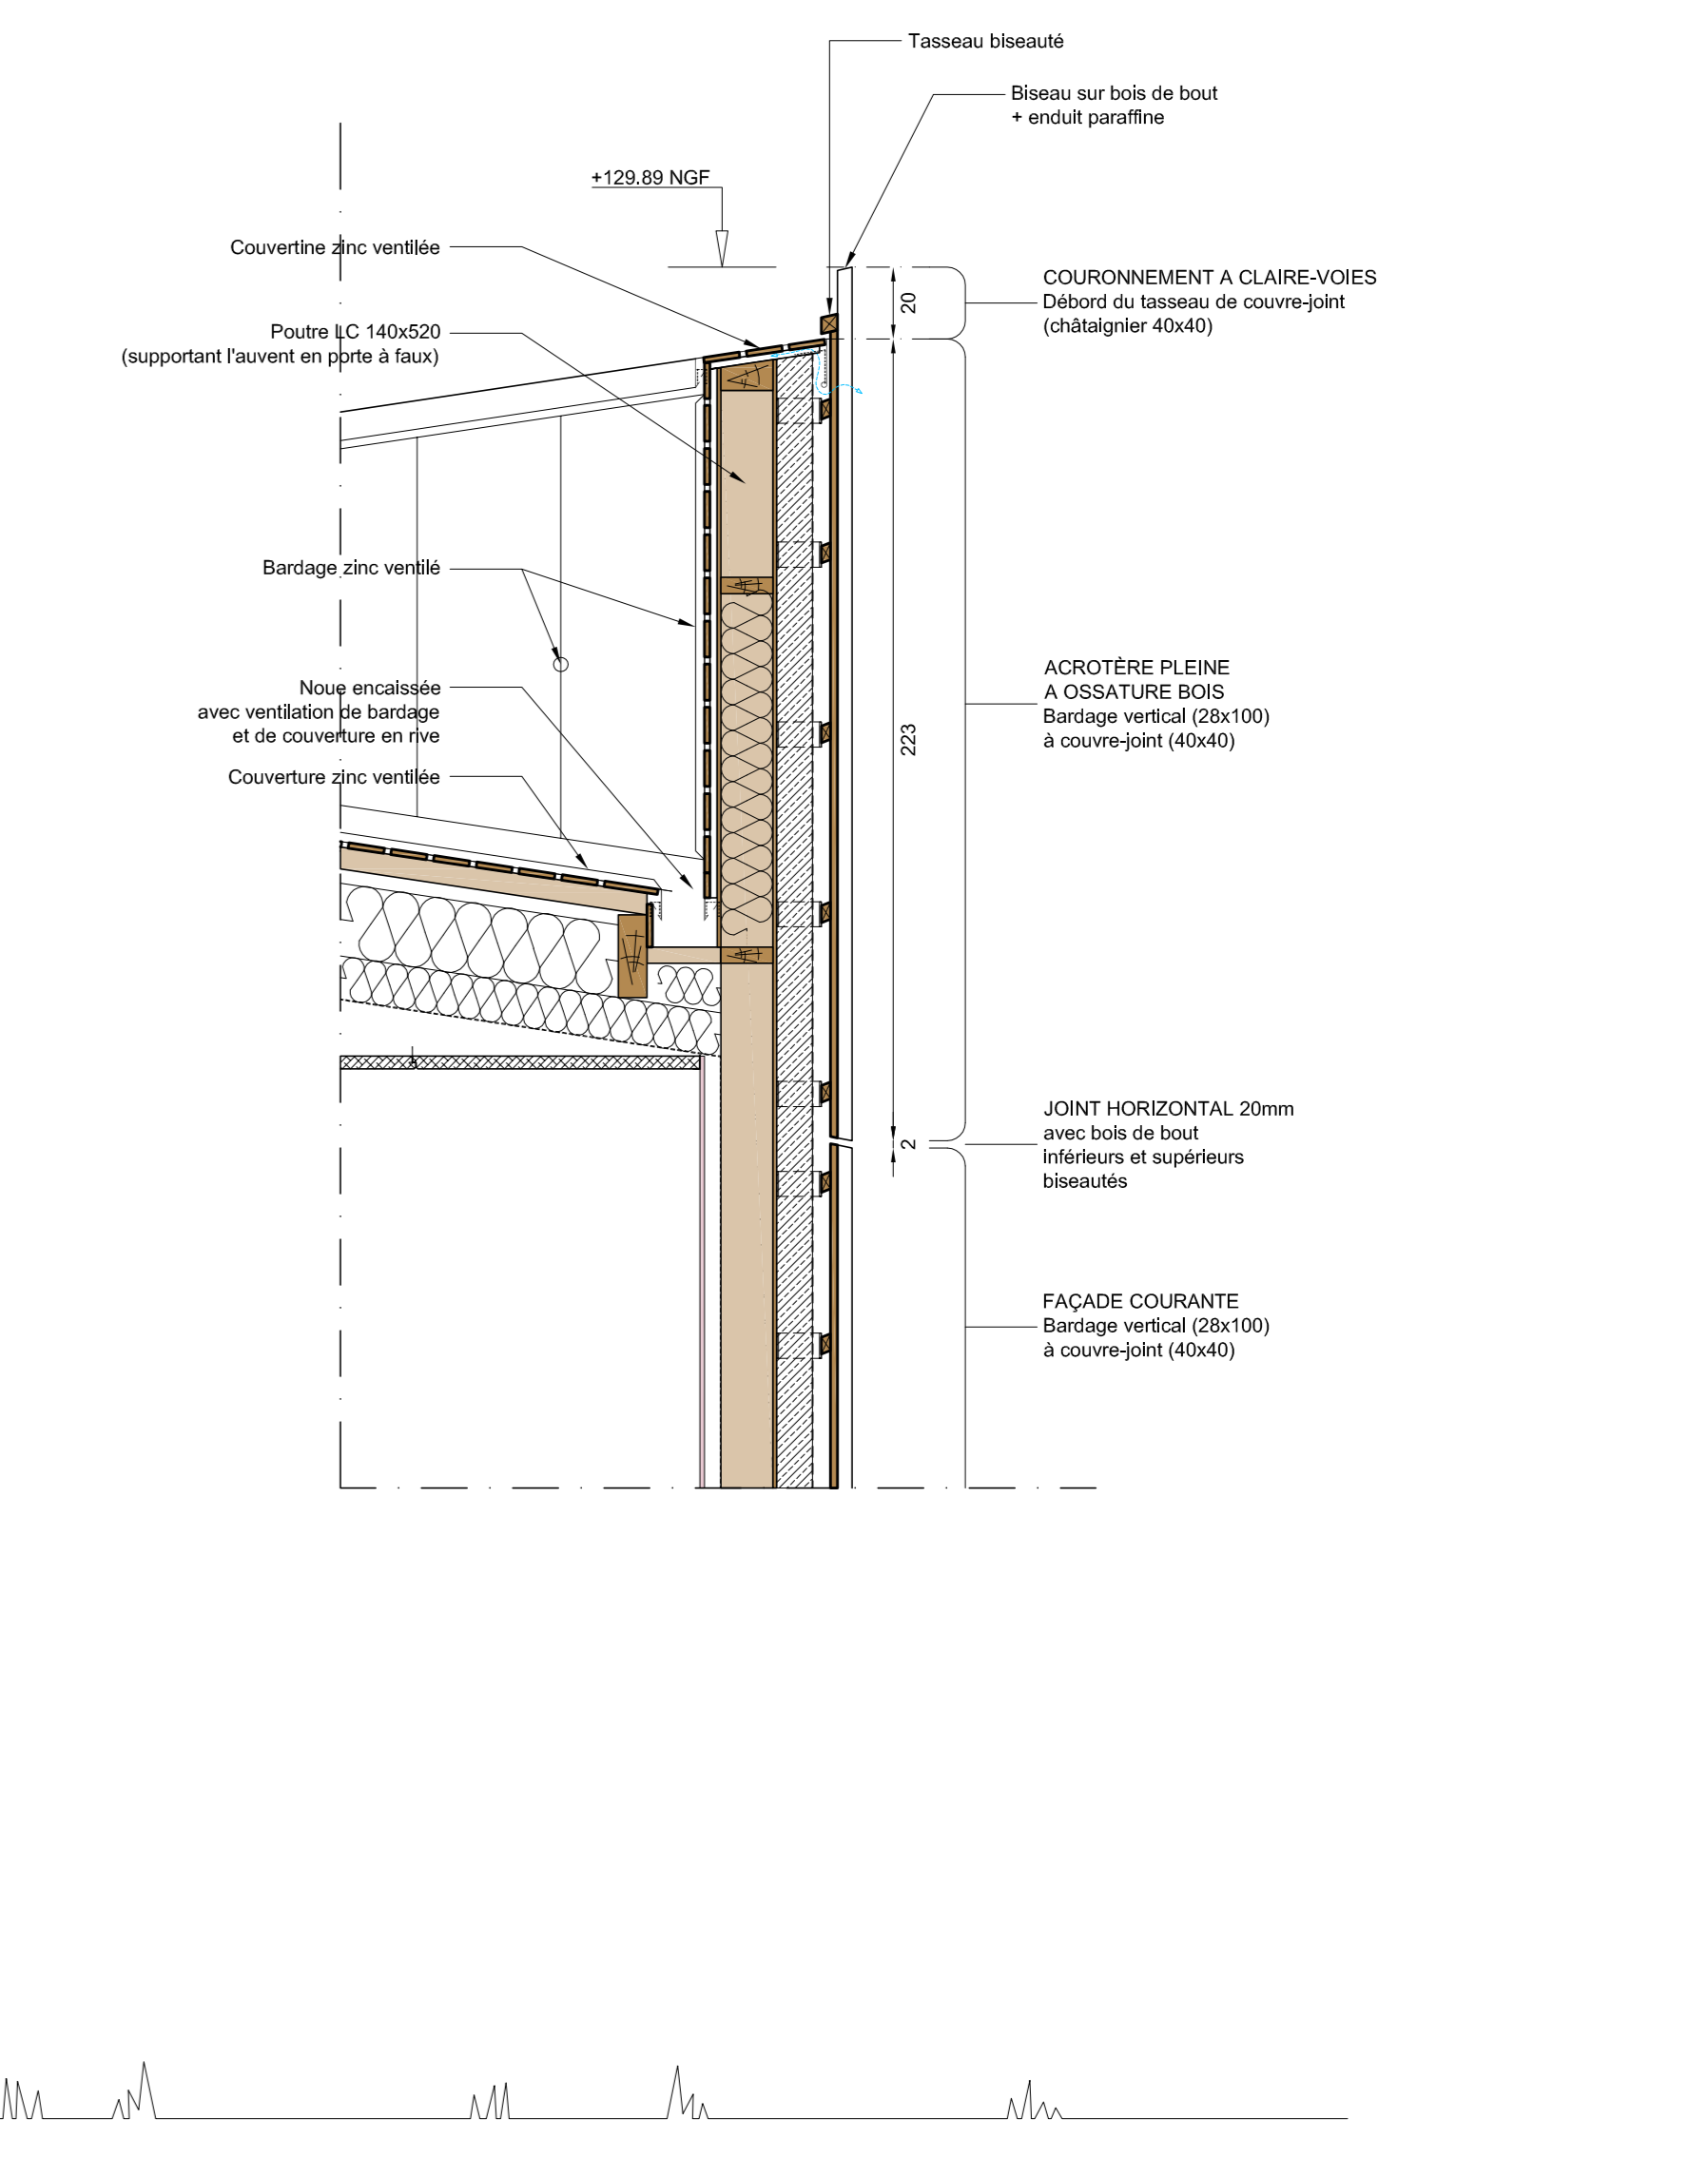 Tasseau biseauté
Biseau sur bois de bout
+ enduit paraffine
+129.89 NGF
Couvertine zinc ventilée
Poutre LC 140x520
(supportant l'auvent en porte à faux)
Bardage zinc ventilé
Noue encaissée
avec ventilation de bardage
et de couverture en rive
Couverture zinc ventilée
20
223
2
COURONNEMENT A CLAIRE-VOIES
Débord du tasseau de couvre-joint
(châtaignier 40x40)
ACROTÈRE PLEINE
A OSSATURE BOIS
Bardage vertical (28x100)
à couvre-joint (40x40)
JOINT HORIZONTAL 20mm
avec bois de bout
inférieurs et supérieurs
biseautés
FAÇADE COURANTE
Bardage vertical (28x100)
à couvre-joint (40x40)